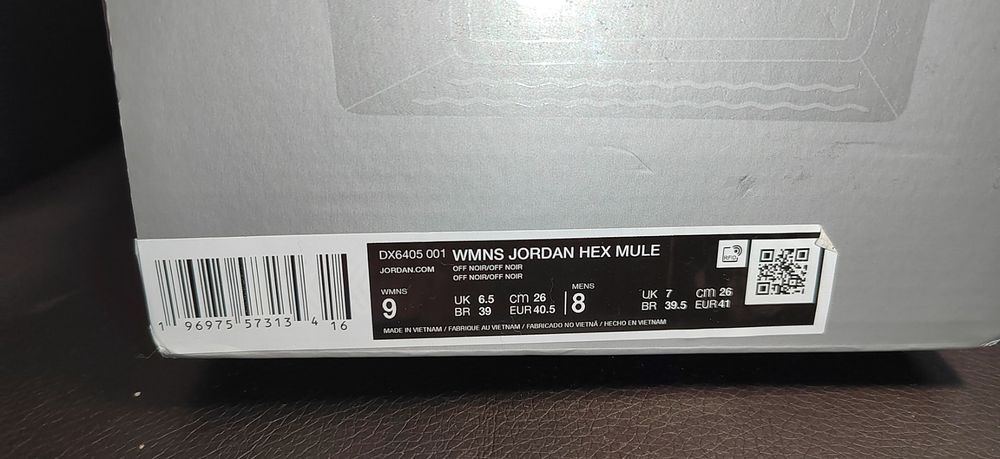 DX6405 001 WMNS JORDAN HEX MULE
JORDAN.COM OFF NOIR/OFF NOIR
OFF NOIR/OFF NOIR
RFID
WMNS
9
UK 6.5 cm 26
BR 39 EUR 40.5
MENS
8
UK 7 cm 26
BR 39.5 EUR 41
MADE IN VIETNAM / FABRIQUE AU VIETNAM / FABRICADO NO VIETNÃ / HECHO EN VIETNAM
1 96975 57313 4 16